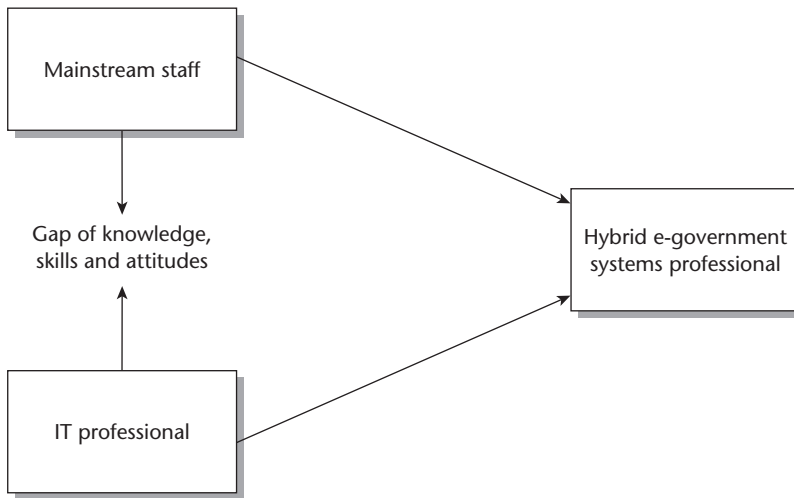 Mainstream staff
Gap of knowledge,
skills and attitudes
IT professional
Hybrid e-government
systems professional